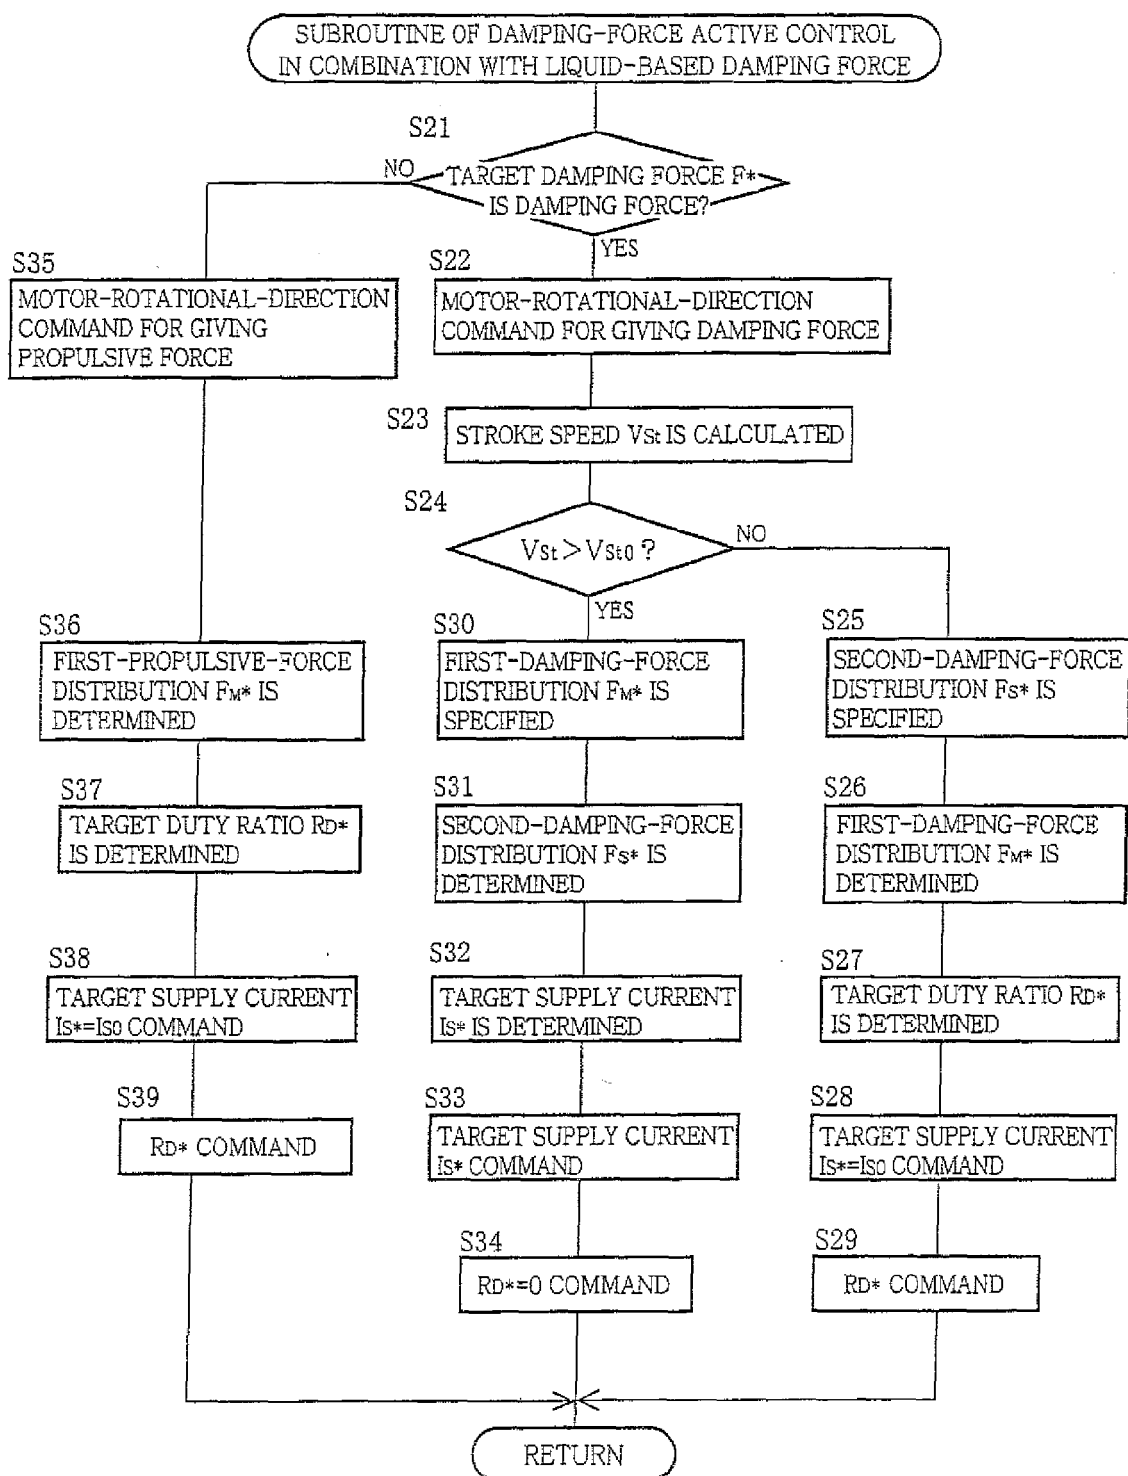 SUBROUTINE OF DAMPING-FORCE ACTIVE CONTROL
IN COMBINATION WITH LIQUID-BASED DAMPING FORCE
S21
NO
TARGET DAMPING FORCE F*
IS DAMPING FORCE?
YES
S35
MOTOR-ROTATIONAL-DIRECTION
COMMAND FOR GIVING
PROPULSIVE FORCE
S22
MOTOR-ROTATIONAL-DIRECTION
COMMAND FOR GIVING DAMPING FORCE
S23
STROKE SPEED VSt IS CALCULATED
S24
VSt>VSt0 ?
NO
YES
S36
FIRST-PROPULSIVE-FORCE
DISTRIBUTION FM* IS
DETERMINED
S37
TARGET DUTY RATIO RD*
IS DETERMINED
S38
TARGET SUPPLY CURRENT
IS*=IS0 COMMAND
S39
RD* COMMAND
S30
FIRST-DAMPING-FORCE
DISTRIBUTION FM* IS
SPECIFIED
S31
SECOND-DAMPING-FORCE
DISTRIBUTION FS* IS
DETERMINED
S32
TARGET SUPPLY CURRENT
IS* IS DETERMINED
S33
TARGET SUPPLY CURRENT
IS* COMMAND
S34
RD*=0 COMMAND
S25
SECOND-DAMPING-FORCE
DISTRIBUTION FS* IS
SPECIFIED
S26
FIRST-DAMPING-FORCE
DISTRIBUTION FM* IS
DETERMINED
S27
TARGET DUTY RATIO RD*
IS DETERMINED
S28
TARGET SUPPLY CURRENT
IS*=IS0 COMMAND
S29
RD* COMMAND
RETURN